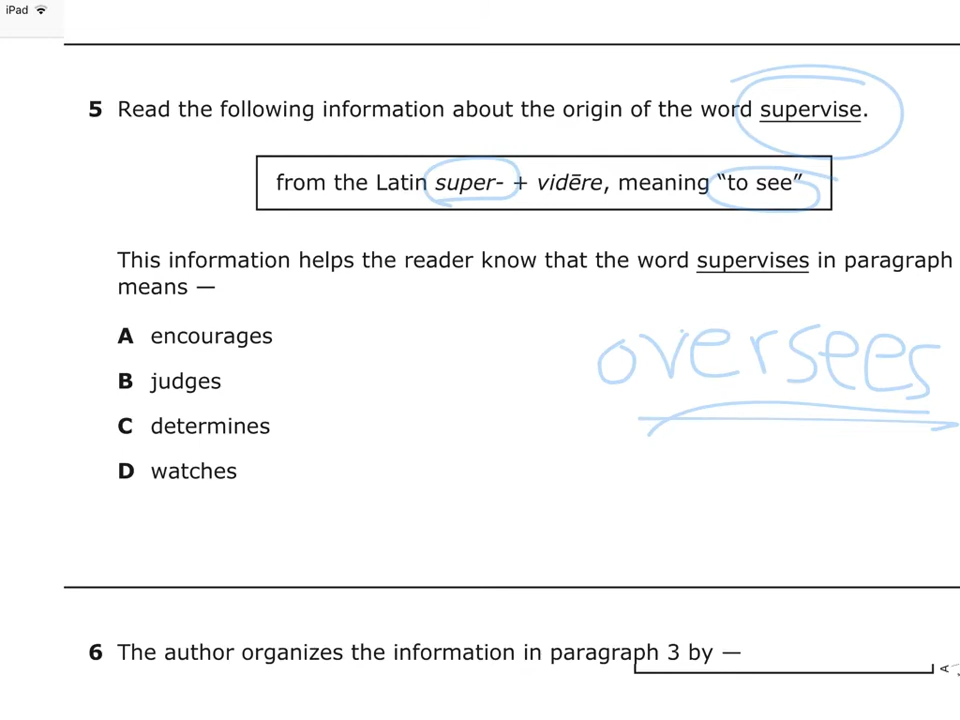 iPad
5 Read the following information about the origin of the word supervise.
from the Latin super- + vidēre, meaning “to see”
This information helps the reader know that the word supervises in paragraph
means —
A encourages
oversees
B judges
C determines
D watches
6 The author organizes the information in paragraph 3 by —
A